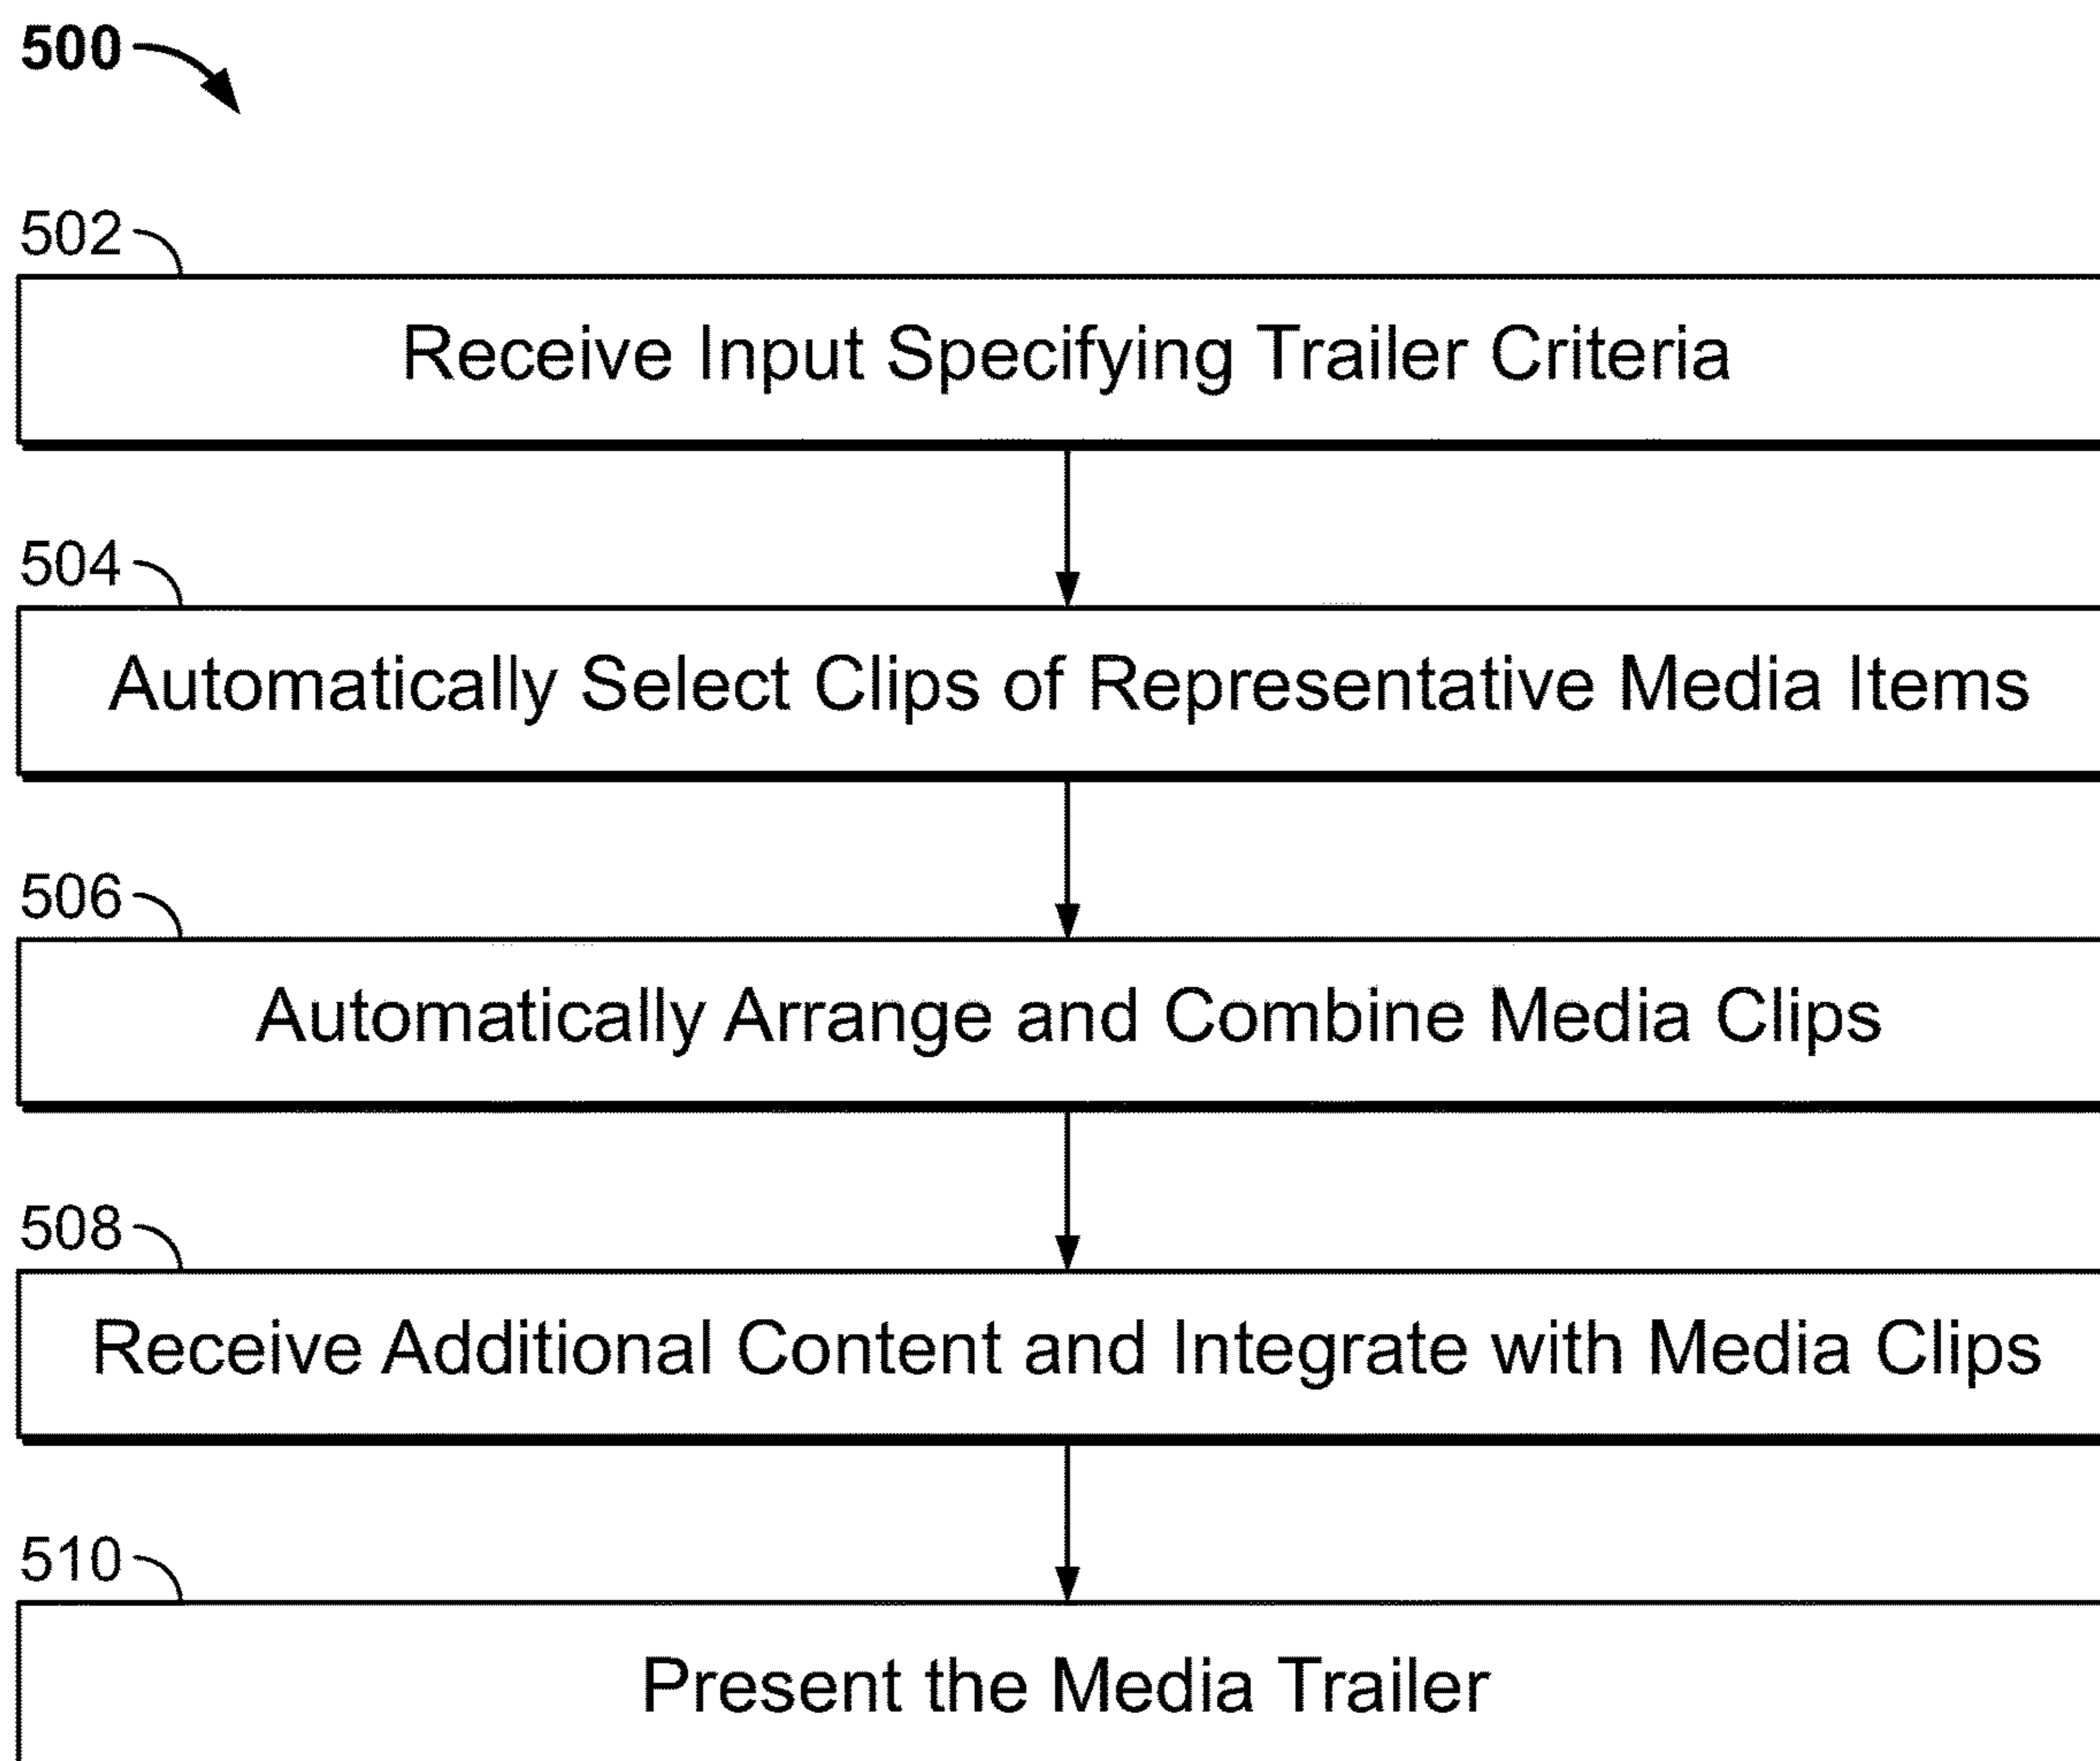 500
502
Receive Input Specifying Trailer Criteria
504
Automatically Select Clips of Representative Media Items
506
Automatically Arrange and Combine Media Clips
508
Receive Additional Content and Integrate with Media Clips
510
Present the Media Trailer